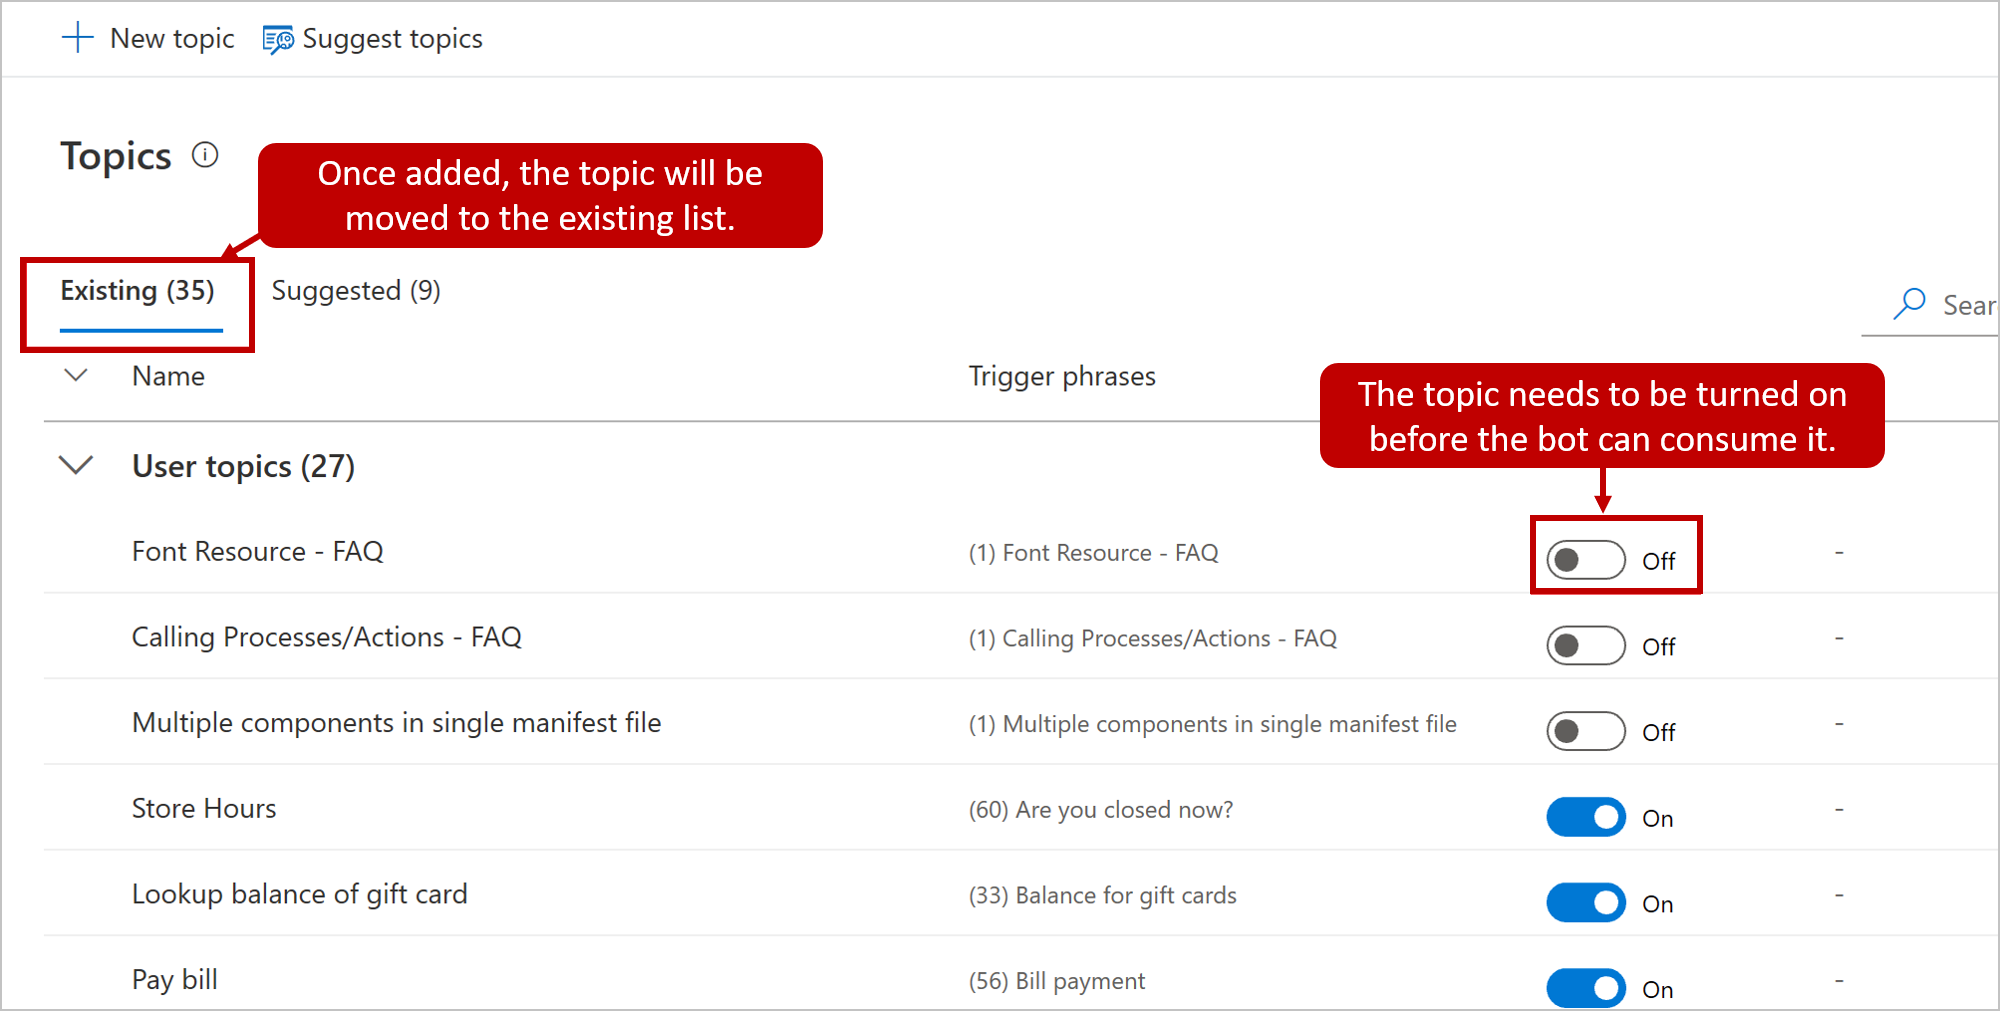 New topic Suggest topics
Topics
Once added, the topic will be
moved to the existing list.
Existing (35) Suggested (9)
Sear
Name Trigger phrases
The topic needs to be turned on
before the bot can consume it.
User topics (27)
Font Resource - FAQ (1) Font Resource - FAQ Off -
Calling Processes/Actions - FAQ (1) Calling Processes/Actions - FAQ Off -
Multiple components in single manifest file (1) Multiple components in single manifest file Off -
Store Hours (60) Are you closed now? On -
Lookup balance of gift card (33) Balance for gift cards On -
Pay bill (56) Bill payment On -